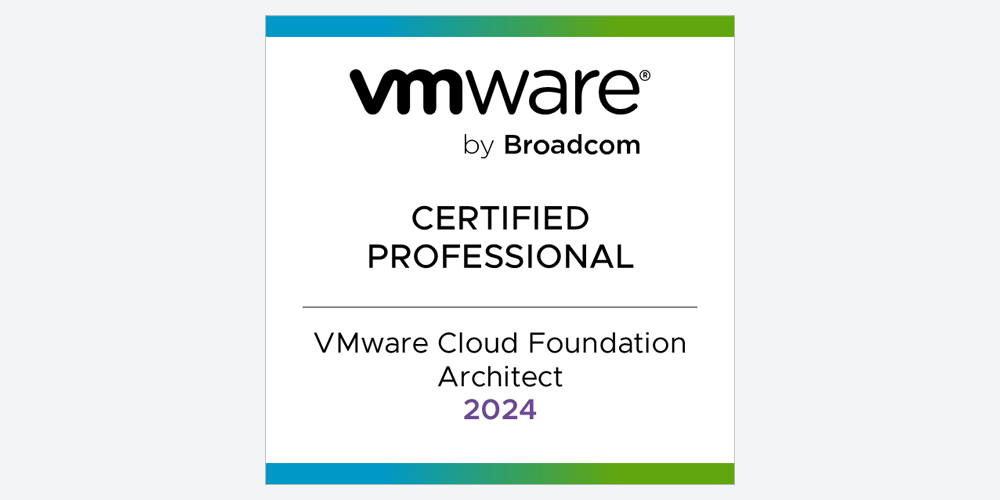 vmware®
by Broadcom
CERTIFIED
PROFESSIONAL
VMware Cloud Foundation
Architect
2024